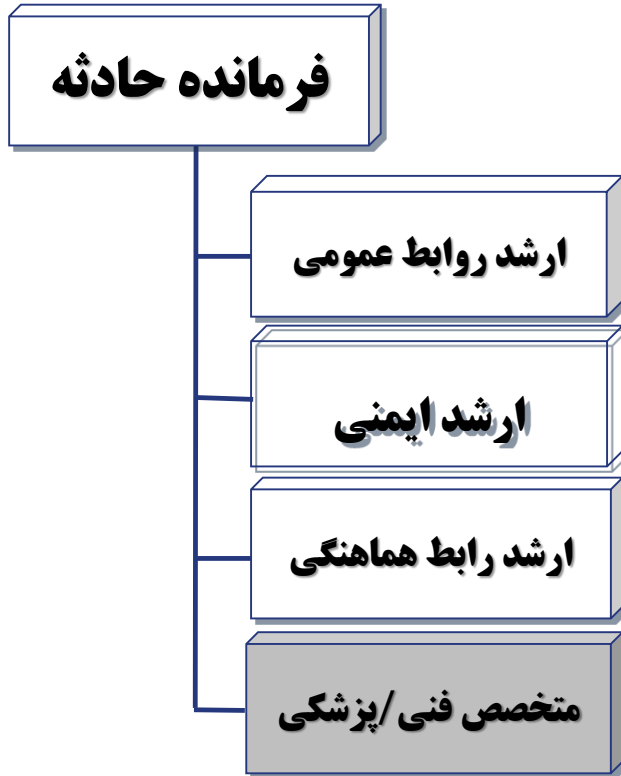 فرمانده حادثه
ارشد روابط عمومی
ارشد ایمنی
ارشد رابط هماهنگی
متخصص فنی/پزشکی